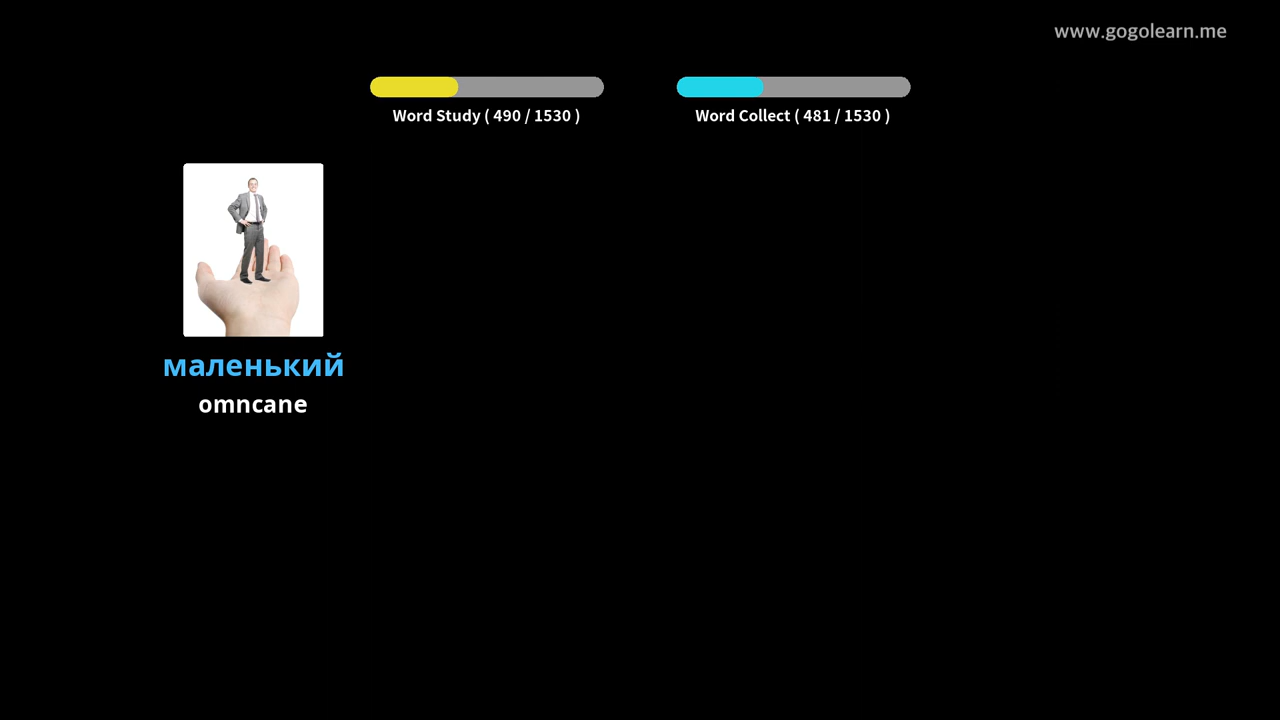 www.gogolearn.me
Word Study ( 490 / 1530 )
Word Collect ( 481 / 1530 )
маленький
omncane